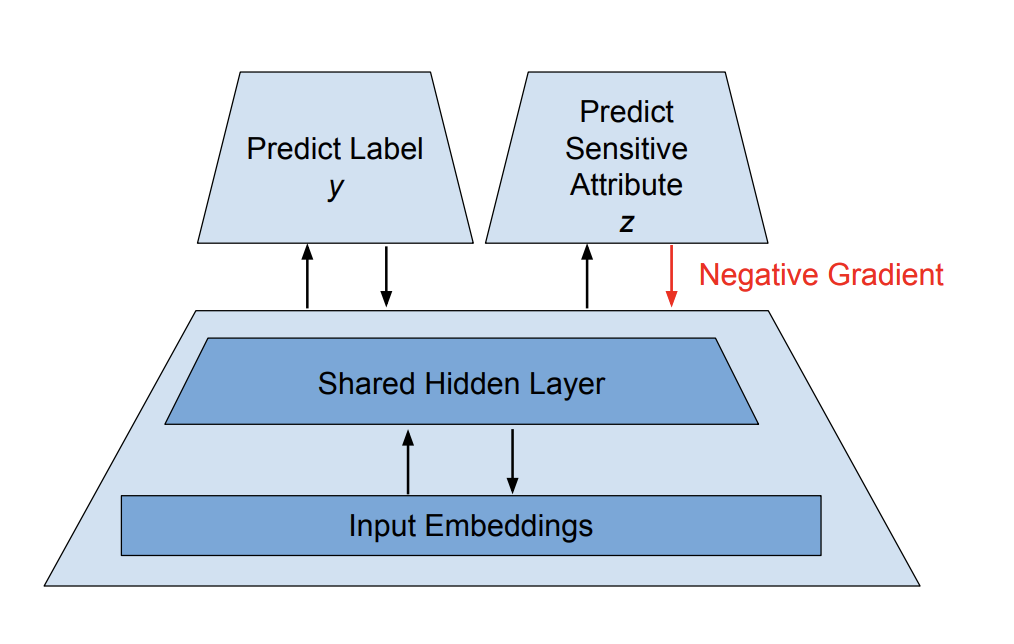 Predict Label
y
Predict
Sensitive
Attribute
z
Negative Gradient
Shared Hidden Layer
Input Embeddings